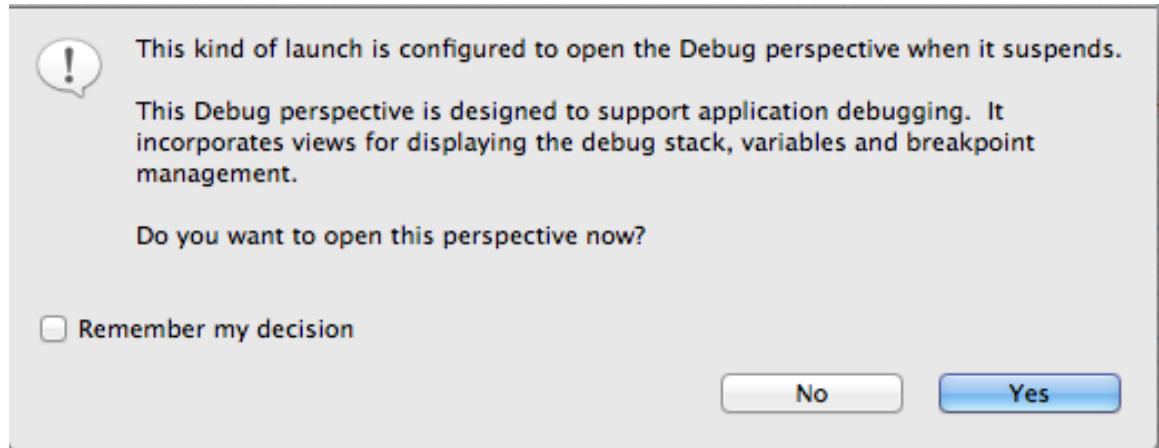 This kind of launch is configured to open the Debug perspective when it suspends.
This Debug perspective is designed to support application debugging.  It
incorporates views for displaying the debug stack, variables and breakpoint
management.
Do you want to open this perspective now?
Remember my decision
No
Yes